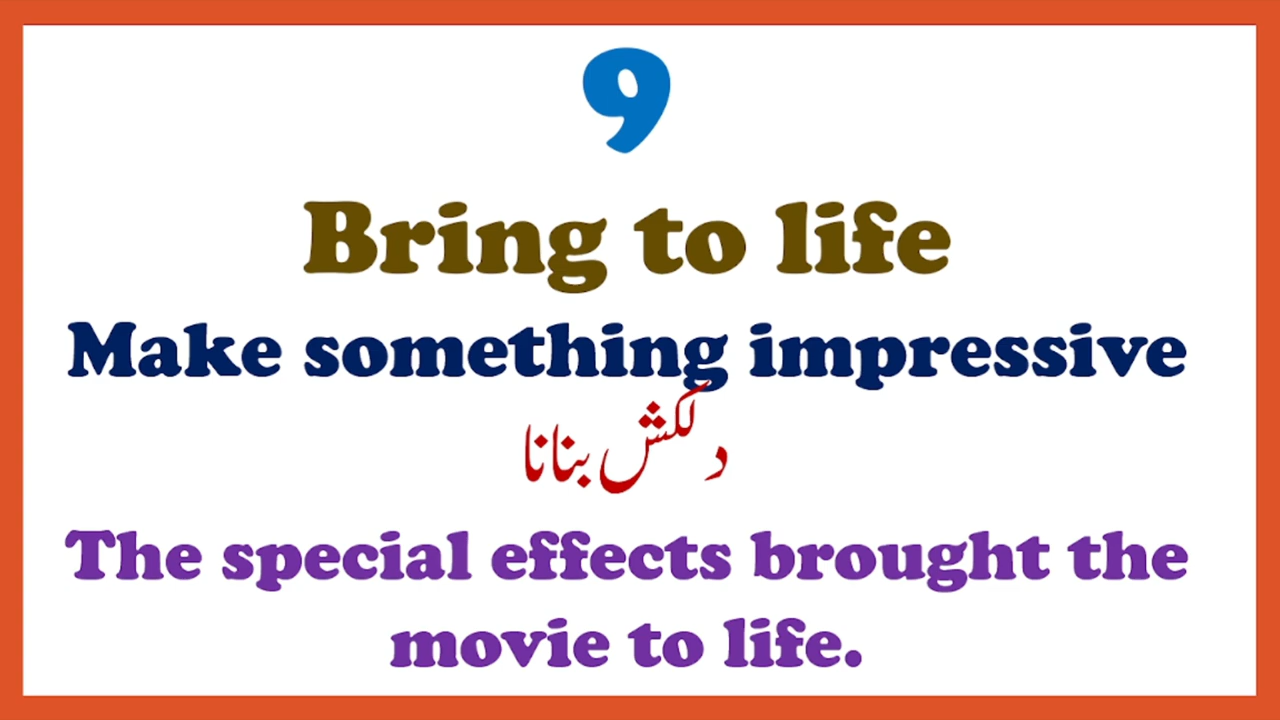 9
Bring to life
Make something impressive
دلکش بنانا
The special effects brought the
movie to life.